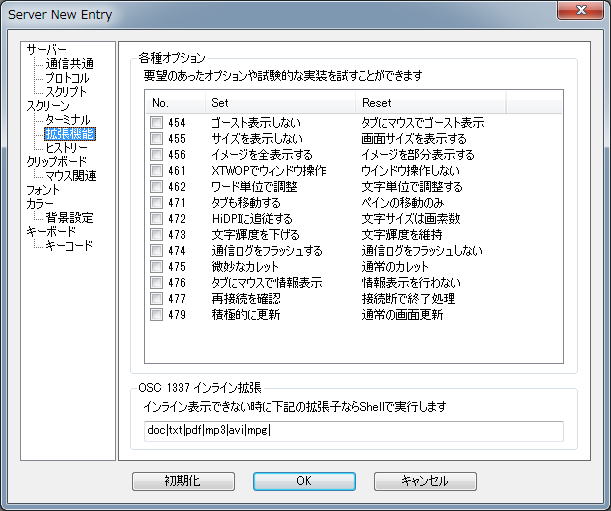 Server New Entry
サーバー
通信共通
プロトコル
スクリプト
スクリーン
ターミナル
拡張機能
ヒストリー
クリップボード
マウス関連
フォント
カラー
背景設定
キーボード
キーコード
各種オプション
要望のあったオプションや試験的な実装を試すことができます
No. Set Reset
454 ゴースト表示しない タブにマウスでゴースト表示
455 サイズを表示しない 画面サイズを表示する
456 イメージを全表示する イメージを部分表示する
461 XTWOPでウィンドウ操作 ウインドウ操作しない
462 ワード単位で調整 文字単位で調整する
471 タブも移動する ペインの移動のみ
472 HiDPIに追従する 文字サイズは画素数
473 文字輝度を下げる 文字輝度を維持
474 通信ログをフラッシュする 通信ログをフラッシュしない
475 微妙なカレット 通常のカレット
476 タブにマウスで情報表示 情報表示を行わない
477 再接続を確認 接続断で終了処理
479 積極的に更新 通常の画面更新
OSC 1337 インライン拡張
インライン表示できない時に下記の拡張子ならShellで実行します
doc|txt|pdf|mp3|avi|mpg|
初期化 OK キャンセル